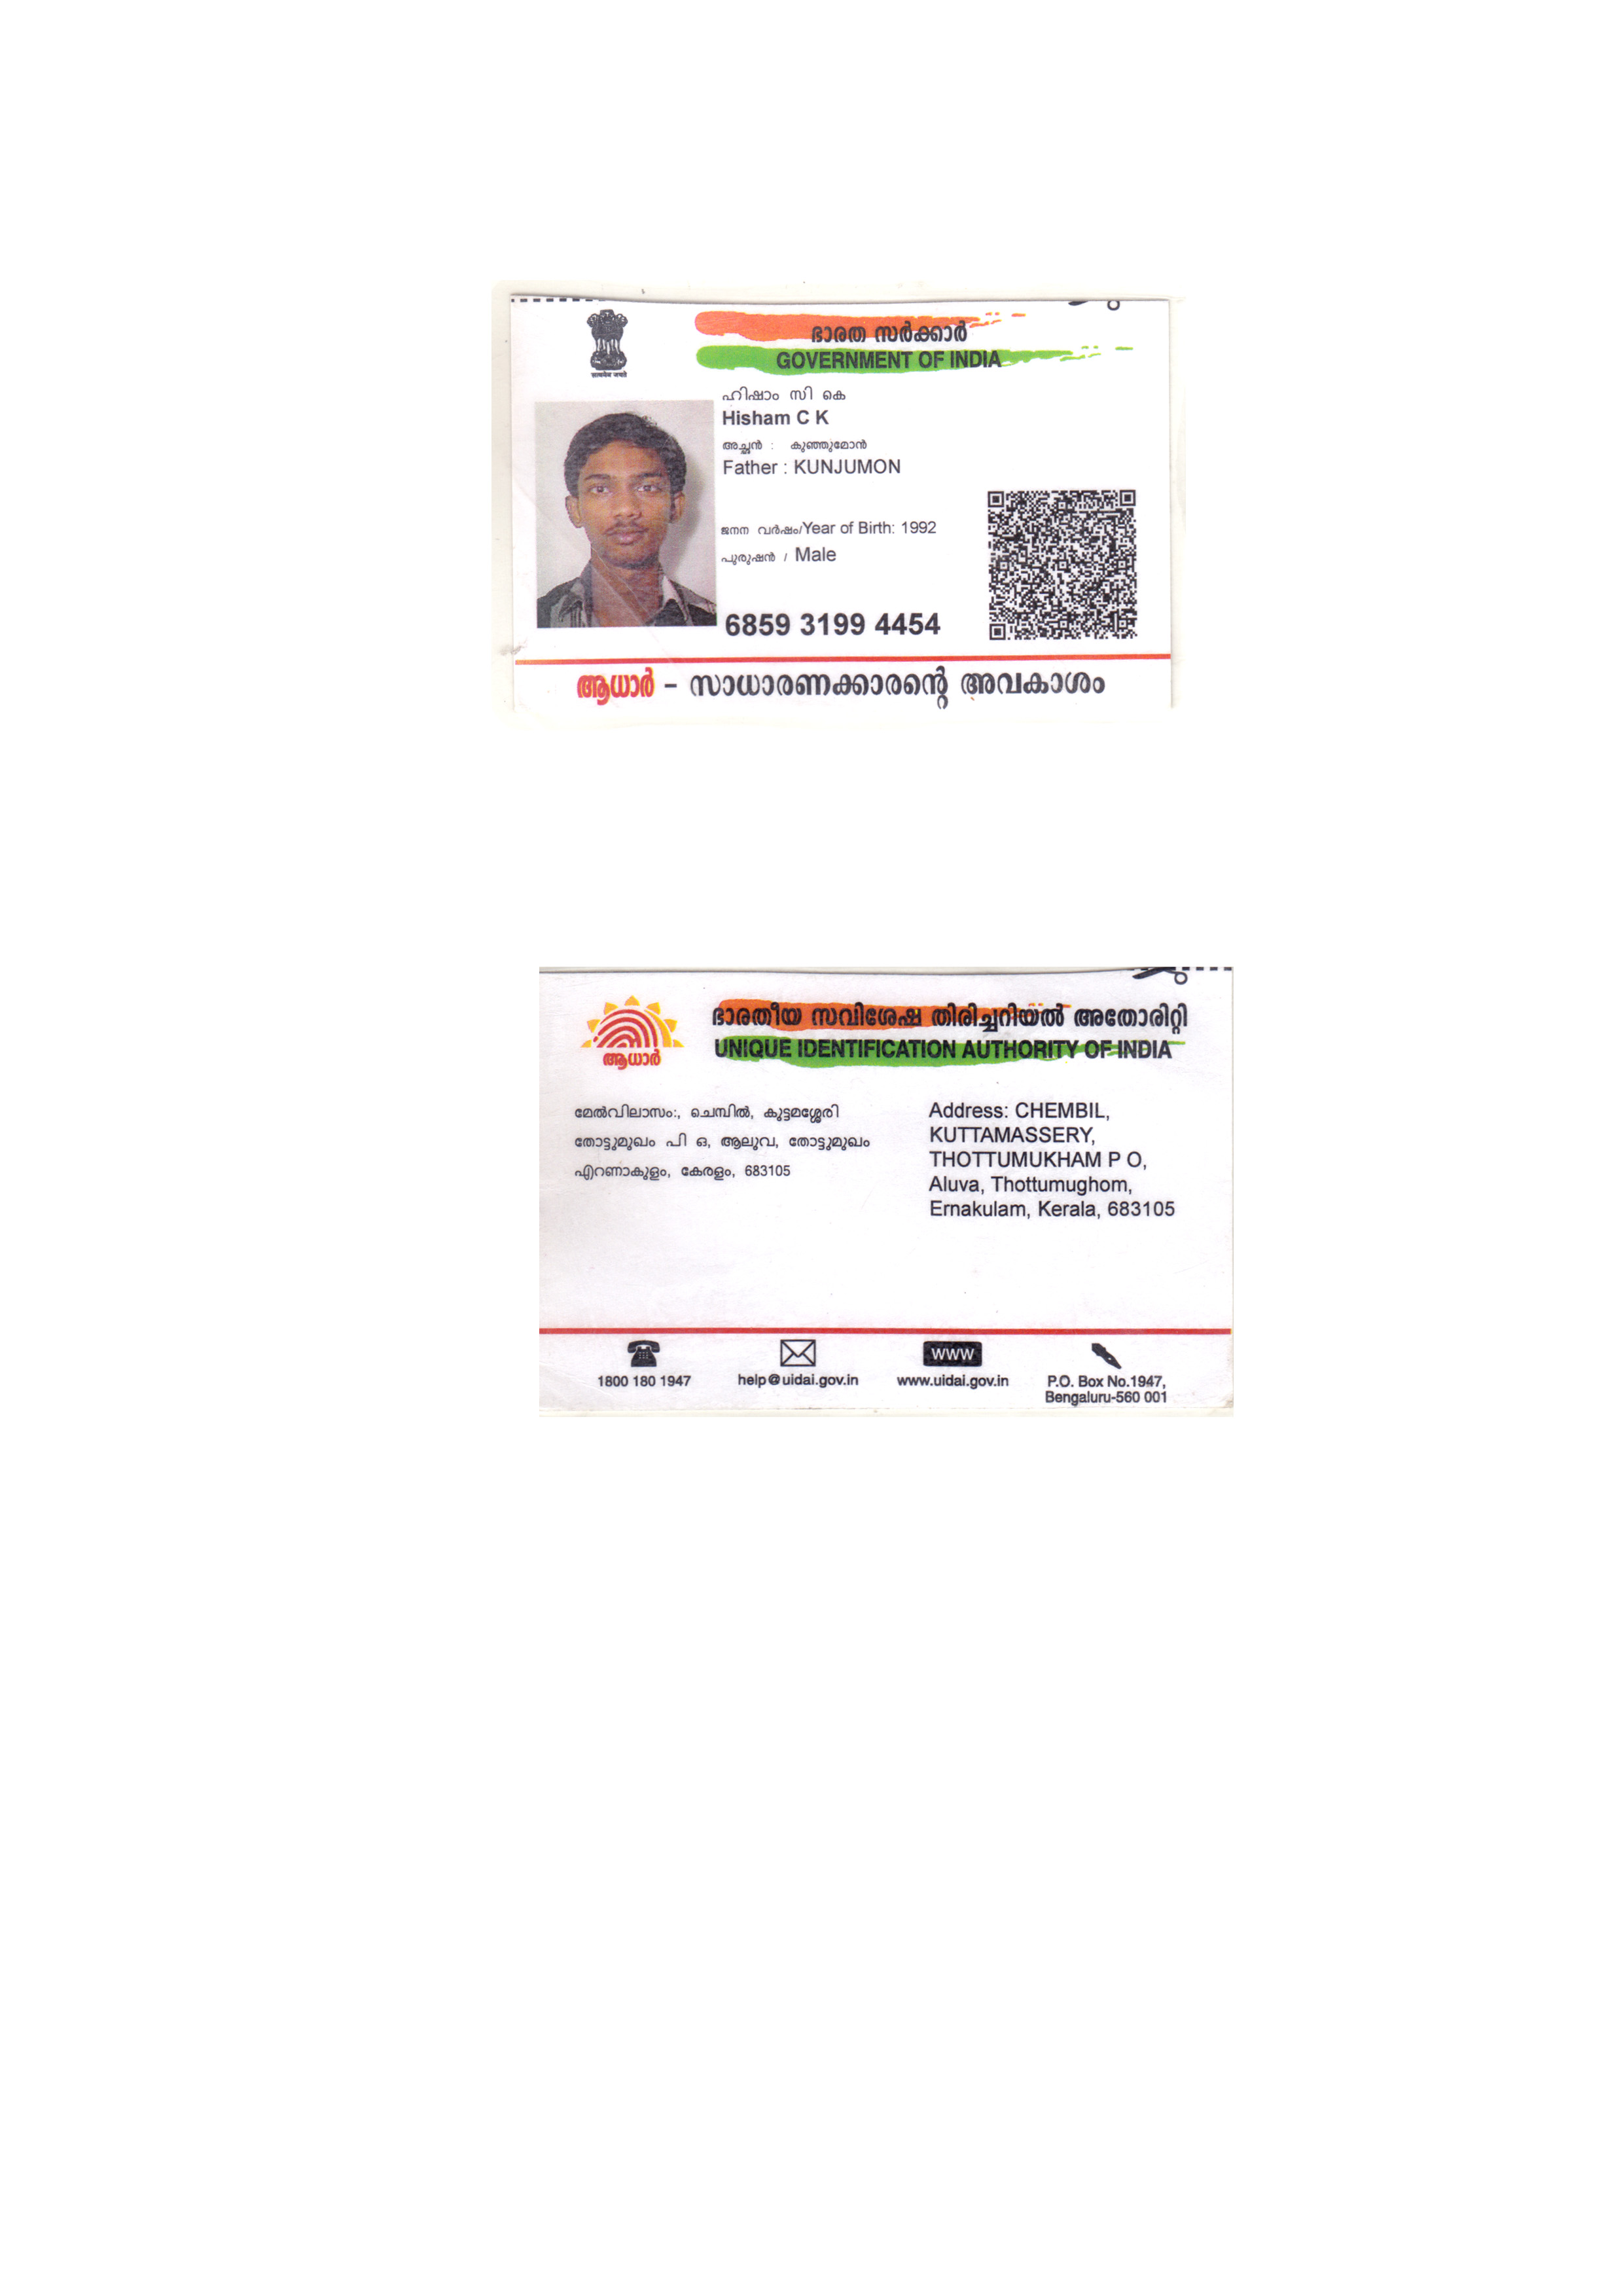 ഭാരത സർക്കാർ
GOVERNMENT OF INDIA
सत्यमेव जयते
ഹിഷാം സി കെ
Hisham C K
അച്ഛൻ : കുഞ്ഞുമോൻ
Father : KUNJUMON
ജനന വർഷം/Year of Birth: 1992
പുരുഷൻ / Male
6859 3199 4454
ആധാർ - സാധാരണക്കാരന്റെ അവകാശം
ഭാരതീയ സവിശേഷ തിരിച്ചറിയൽ അതോരിറ്റി
UNIQUE IDENTIFICATION AUTHORITY OF INDIA
ആധാർ
മേൽവിലാസം:, ചെമ്പിൽ, കുട്ടമശ്ശേരി
തോട്ടുമുഖം പി ഒ, ആലുവ, തോട്ടുമുഖം
എറണാകുളം, കേരളം, 683105
Address: CHEMBIL,
KUTTAMASSERY,
THOTTUMUKHAM P O,
Aluva, Thottumughom,
Ernakulam, Kerala, 683105
WWW
1800 180 1947
help@uidai.gov.in
www.uidai.gov.in
P.O. Box No.1947,
Bengaluru-560 001